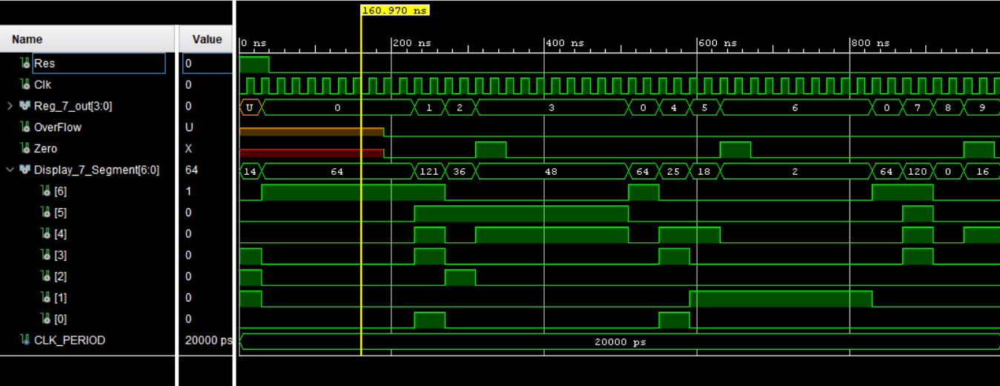 160.970 ns
Name Value 0 ns 200 ns 400 ns 600 ns 800 ns
Res 0
Clk 0
Reg_7_out[3:0] 0 U 0 1 2 3 0 4 5 6 0 7 8 9
OverFlow U
Zero X
Display_7_Segment[6:0] 64 14 64 121 36 48 64 25 18 2 64 120 0 16
[6] 1
[5] 0
[4] 0
[3] 0
[2] 0
[1] 0
[0] 0
CLK_PERIOD 20000 ps 20000 ps